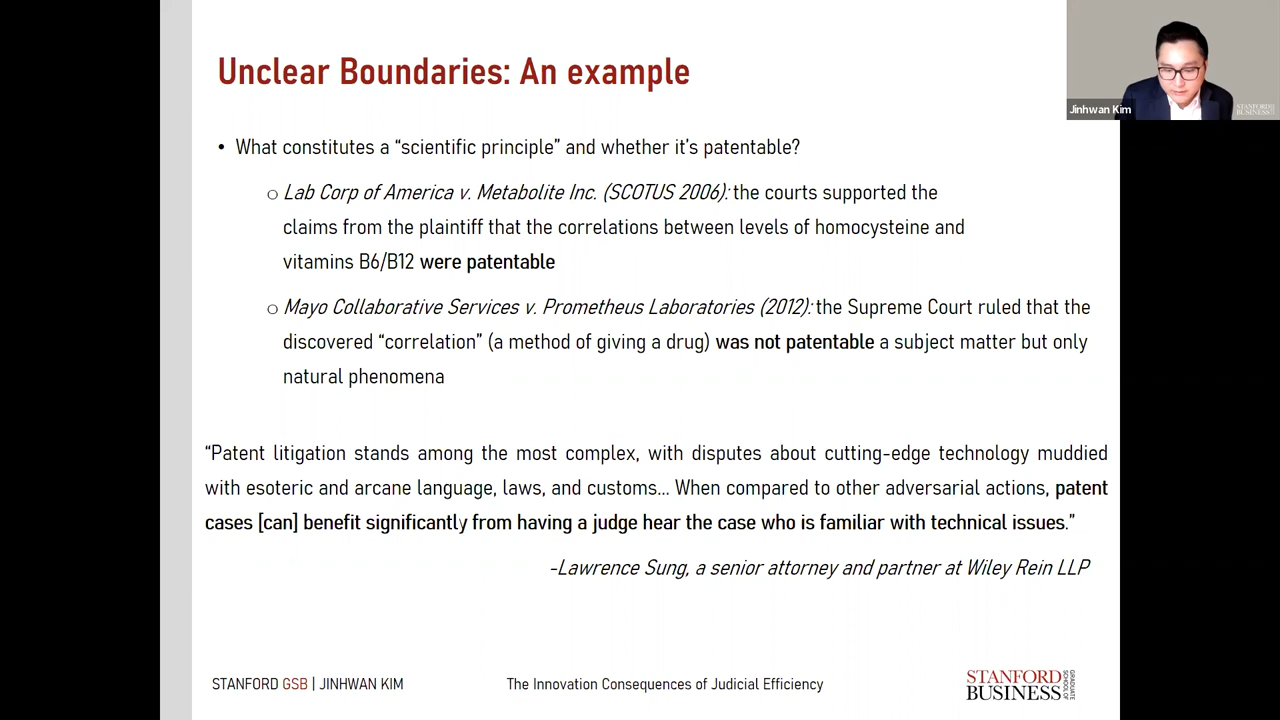 Unclear Boundaries: An example
Jinhwan Kim
STANFORD
BUSINESS
• What constitutes a “scientific principle” and whether it’s patentable?
○ Lab Corp of America v. Metabolite Inc. (SCOTUS 2006): the courts supported the
claims from the plaintiff that the correlations between levels of homocysteine and
vitamins B6/B12 were patentable
○ Mayo Collaborative Services v. Prometheus Laboratories (2012): the Supreme Court ruled that the
discovered “correlation” (a method of giving a drug) was not patentable a subject matter but only
natural phenomena
“Patent litigation stands among the most complex, with disputes about cutting-edge technology muddied
with esoteric and arcane language, laws, and customs... When compared to other adversarial actions, patent
cases [can] benefit significantly from having a judge hear the case who is familiar with technical issues.”
-Lawrence Sung, a senior attorney and partner at Wiley Rein LLP
STANFORD GSB | JINHWAN KIM
The Innovation Consequences of Judicial Efficiency
STANFORD
BUSINESS
GRADUATE
SCHOOL OF